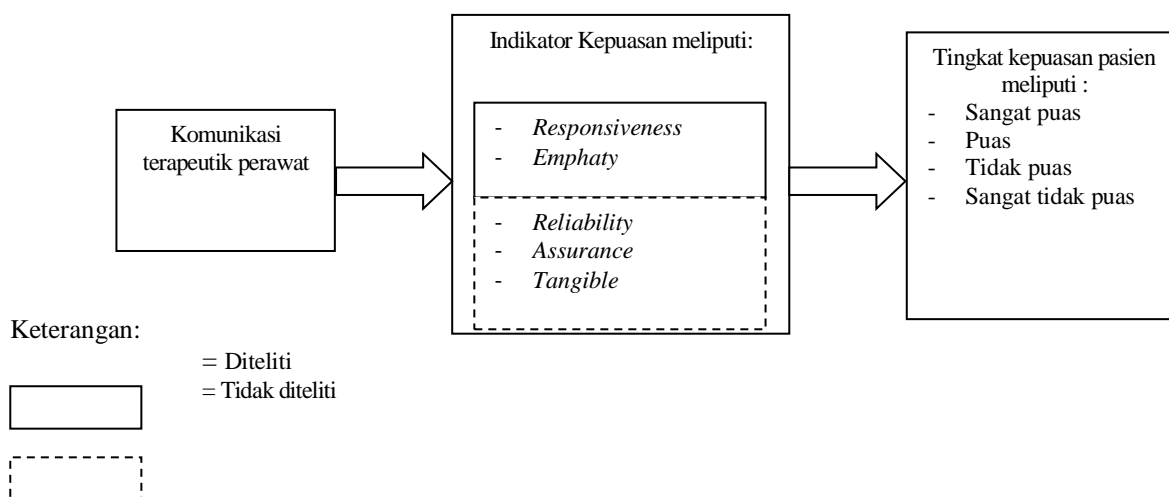 Komunikasi
terapeutik perawat
Indikator Kepuasan meliputi:
- Responsiveness
- Emphaty
- Reliability
- Assurance
- Tangible
Tingkat kepuasan pasien
meliputi :
- Sangat puas
- Puas
- Tidak puas
- Sangat tidak puas
Keterangan:
= Diteliti
= Tidak diteliti